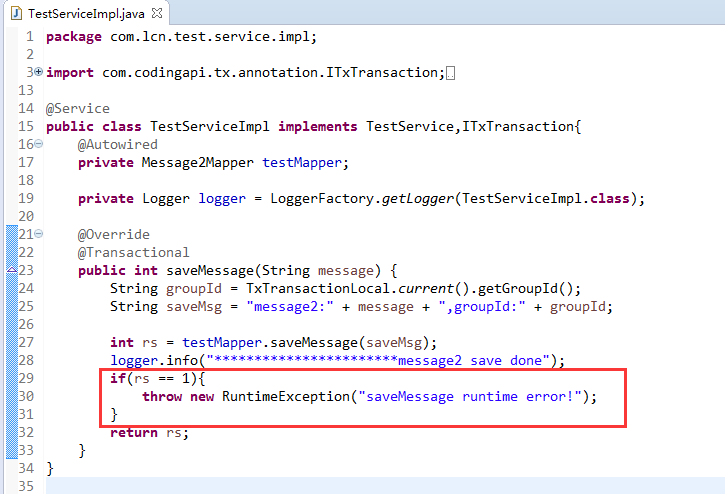 TestServiceImpl.java
1 package com.lcn.test.service.impl;
2
3 import com.codingapi.tx.annotation.ITxTransaction;
13
14 @Service
15 public class TestServiceImpl implements TestService,ITxTransaction{
16     @Autowired
17     private Message2Mapper testMapper;
18
19     private Logger logger = LoggerFactory.getLogger(TestServiceImpl.class);
20
21     @Override
22     @Transactional
23     public int saveMessage(String message) {
24         String groupId = TxTransactionLocal.current().getGroupId();
25         String saveMsg = "message2:" + message + ",groupId:" + groupId;
26
27         int rs = testMapper.saveMessage(saveMsg);
28         logger.info("***********************message2 save done");
29         if(rs == 1){
30             throw new RuntimeException("saveMessage runtime error!");
31         }
32         return rs;
33     }
34 }
35